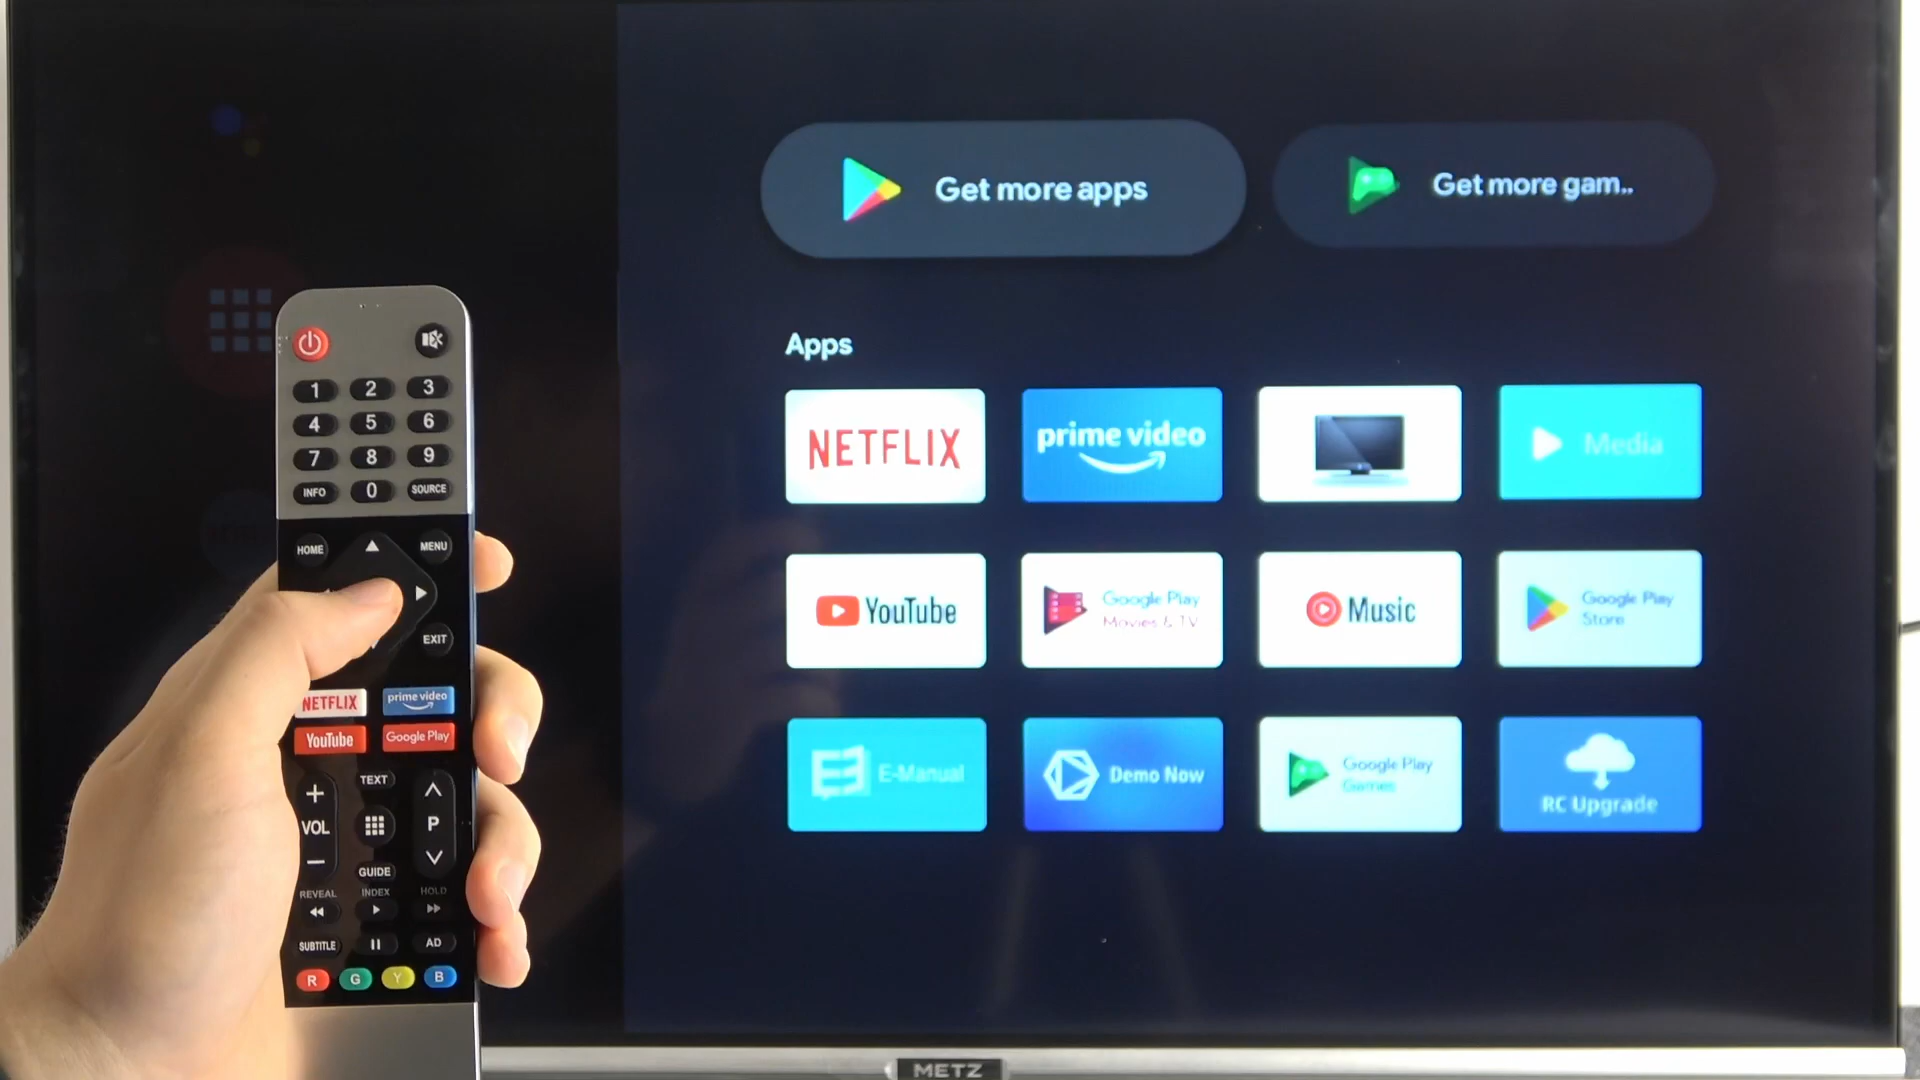 Get more apps
Get more gam..
Apps
NETFLIX
prime video
Media
YouTube
Google Play
Movies & TV
Music
Google Play
Store
E-Manual
Demo Now
Google Play
Games
RC Upgrade
METZ
1 2 3
4 5 6
7 8 9
INFO 0 SOURCE
HOME MENU
EXIT
NETFLIX prime video
YouTube Google Play
TEXT
VOL P
GUIDE
REVEAL INDEX HOLD
SUBTITLE AD
R G Y B